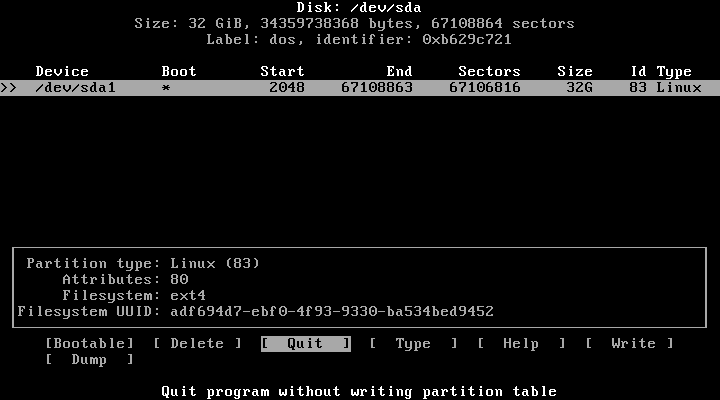 Disk: /dev/sda
Size: 32 GiB, 34359738368 bytes, 67108864 sectors
Label: dos, identifier: 0xb629c721
Device Boot Start End Sectors Size Id Type
>> /dev/sda1 * 2048 67108863 67106816 32G 83 Linux
Partition type: Linux (83)
Attributes: 80
Filesystem: ext4
Filesystem UUID: adf694d7-ebf0-4f93-9330-ba534bed9452
[Bootable] [ Delete ] [ Quit ] [ Type ] [ Help ] [ Write ]
[ Dump ]
Quit program without writing partition table